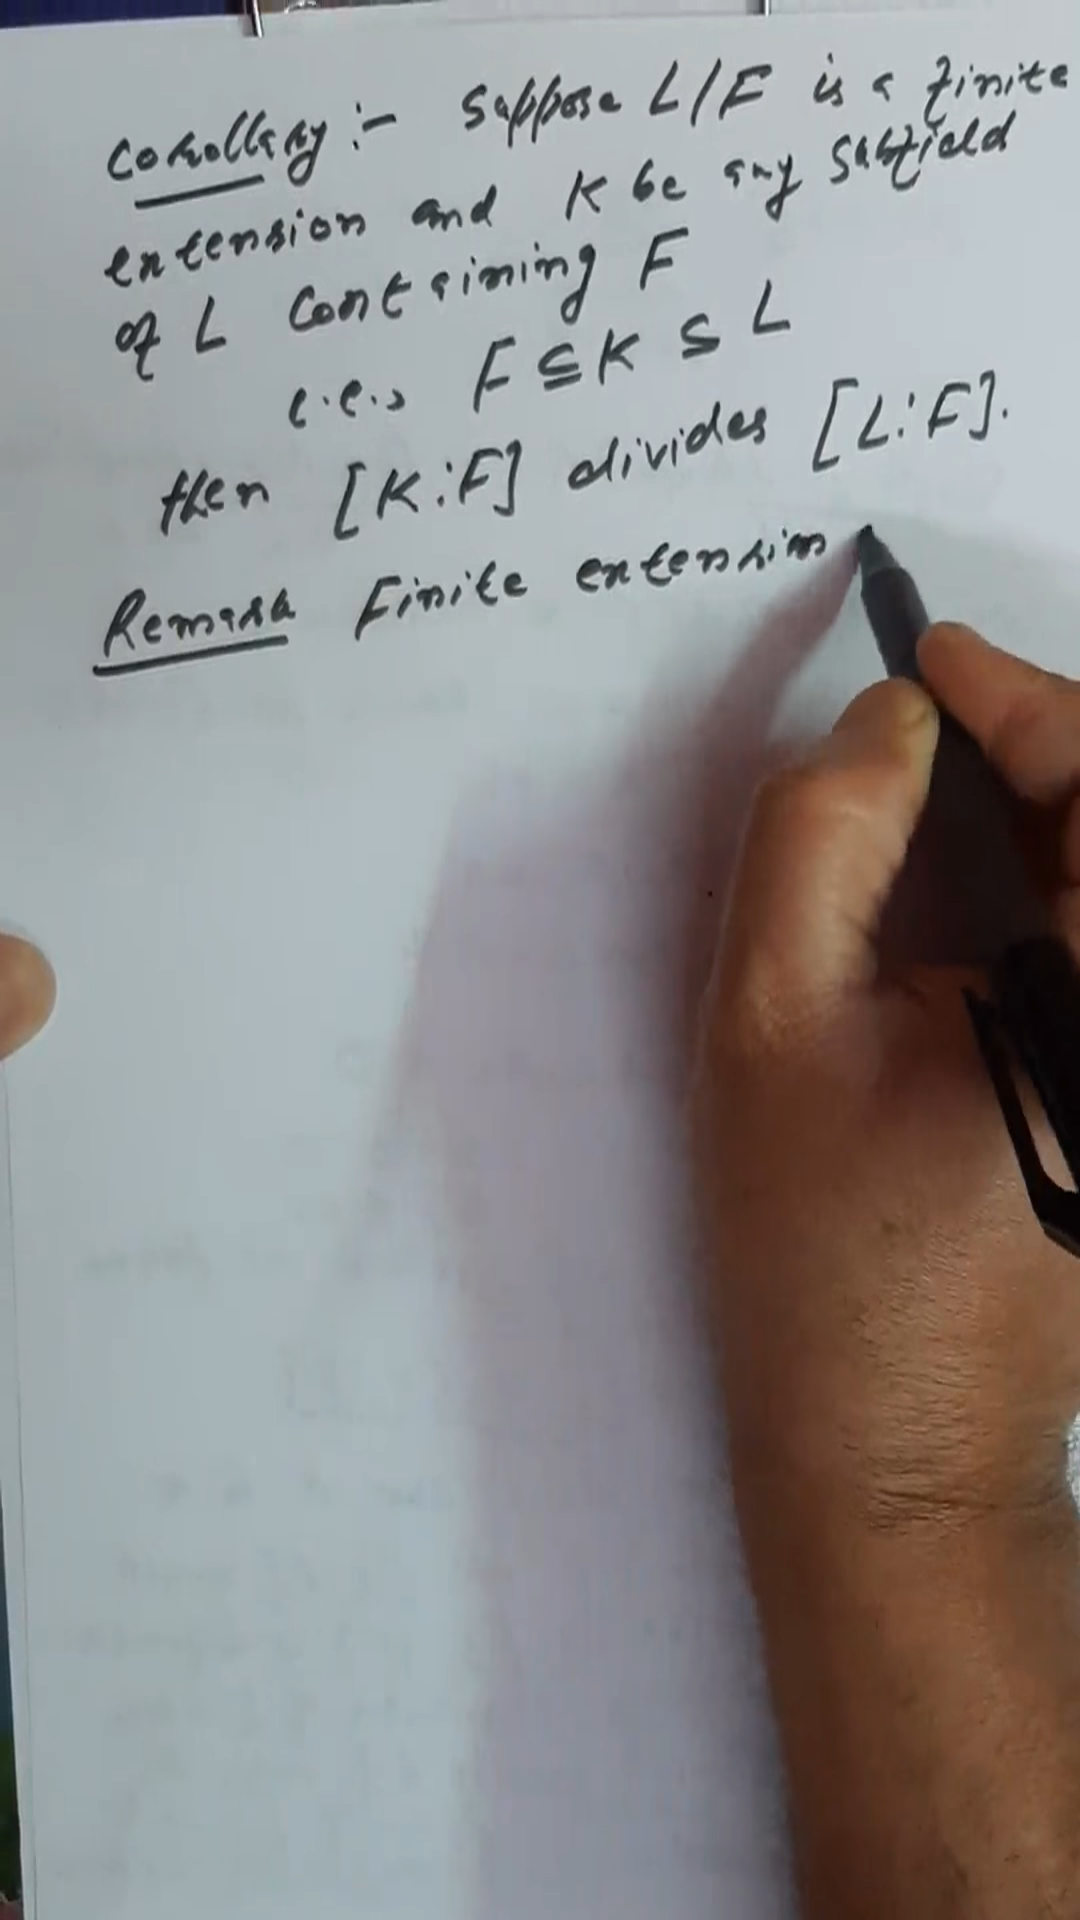 Corollary :- Suppose L/F is a finite
extension and K be any subfield
of L containing F
i.e., F ⊆ K ⊆ L
then [K:F] divides [L:F].
Remark Finite extension